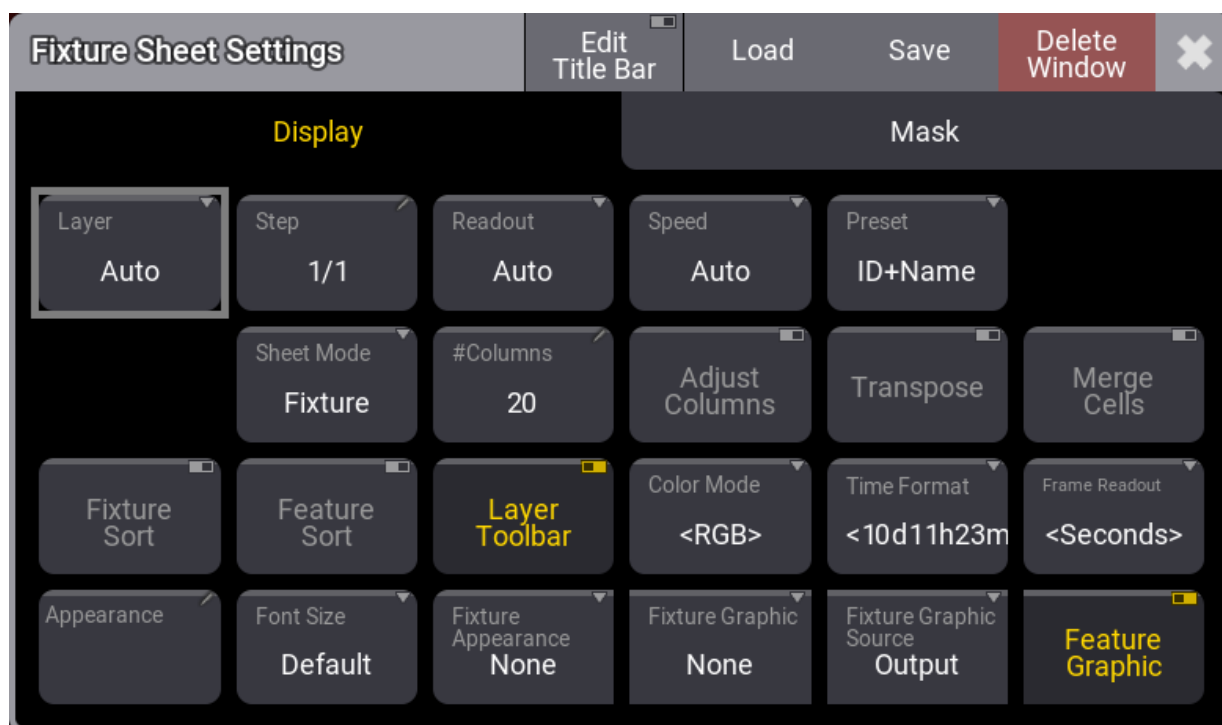 Fixture Sheet Settings
Edit
Title Bar
Load
Save
Delete
Window
Display
Mask
Layer
Auto
Step
1/1
Readout
Auto
Speed
Auto
Preset
ID+Name
Sheet Mode
Fixture
#Columns
20
Adjust
Columns
Transpose
Merge
Cells
Fixture
Sort
Feature
Sort
Layer
Toolbar
Color Mode
<RGB>
Time Format
<10d11h23m
Frame Readout
<Seconds>
Appearance
Font Size
Default
Fixture
Appearance
None
Fixture Graphic
None
Fixture Graphic
Source
Output
Feature
Graphic